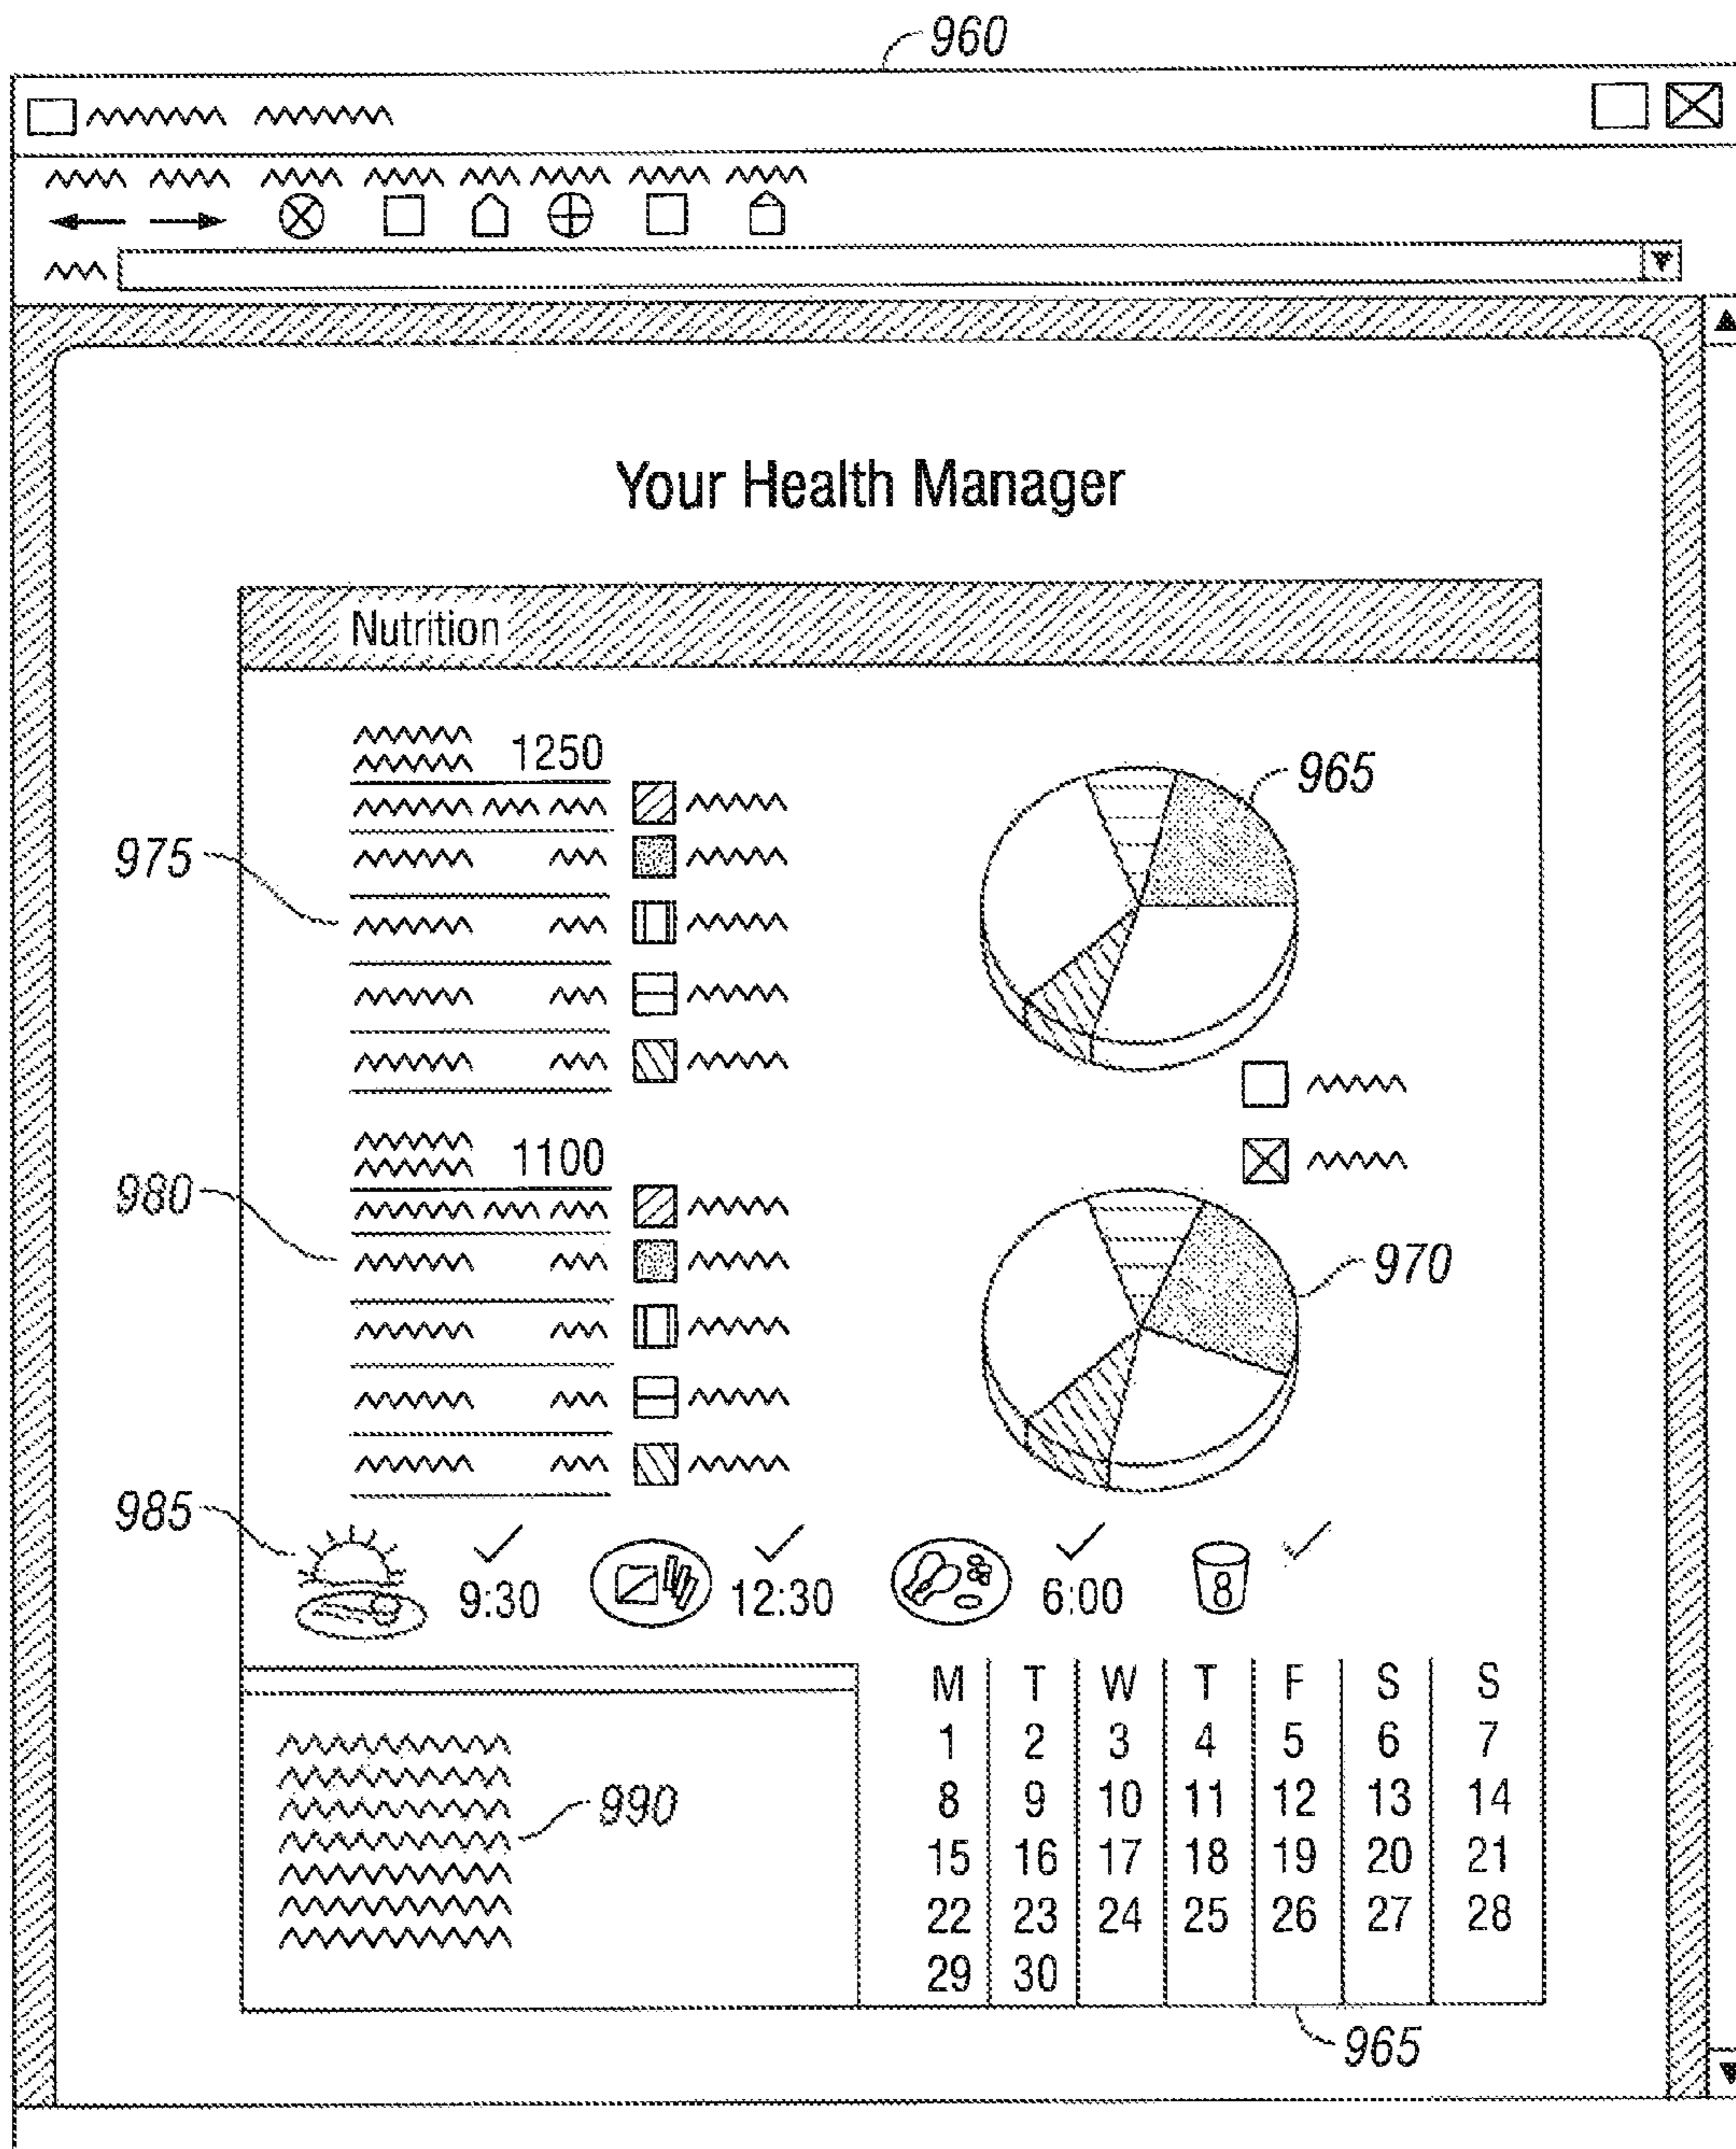 960
Your Health Manager
Nutrition
1250
965
975
1100
980
970
985
9:30 12:30 6:00 8
M T W T F S S
1 2 3 4 5 6 7
990
8 9 10 11 12 13 14
15 16 17 18 19 20 21
22 23 24 25 26 27 28
29 30
965